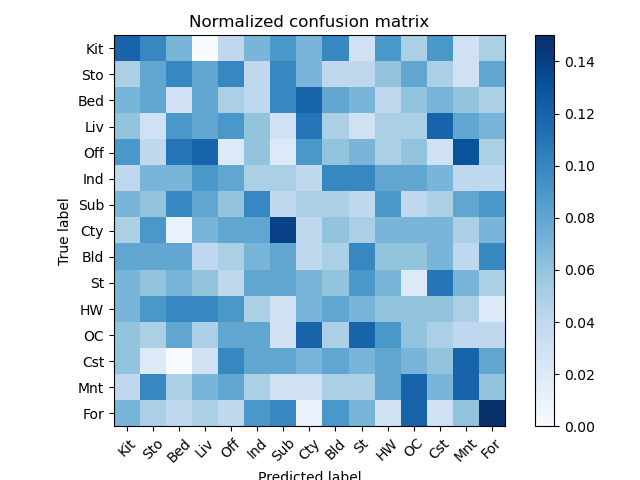 Normalized confusion matrix
True label
Kit
Sto
Bed
Liv
Off
Ind
Sub
Cty
Bld
St
HW
OC
Cst
Mnt
For
Kit Sto Bed Liv Off Ind Sub Cty Bld St HW OC Cst Mnt For
Predicted label
0.14
0.12
0.10
0.08
0.06
0.04
0.02
0.00